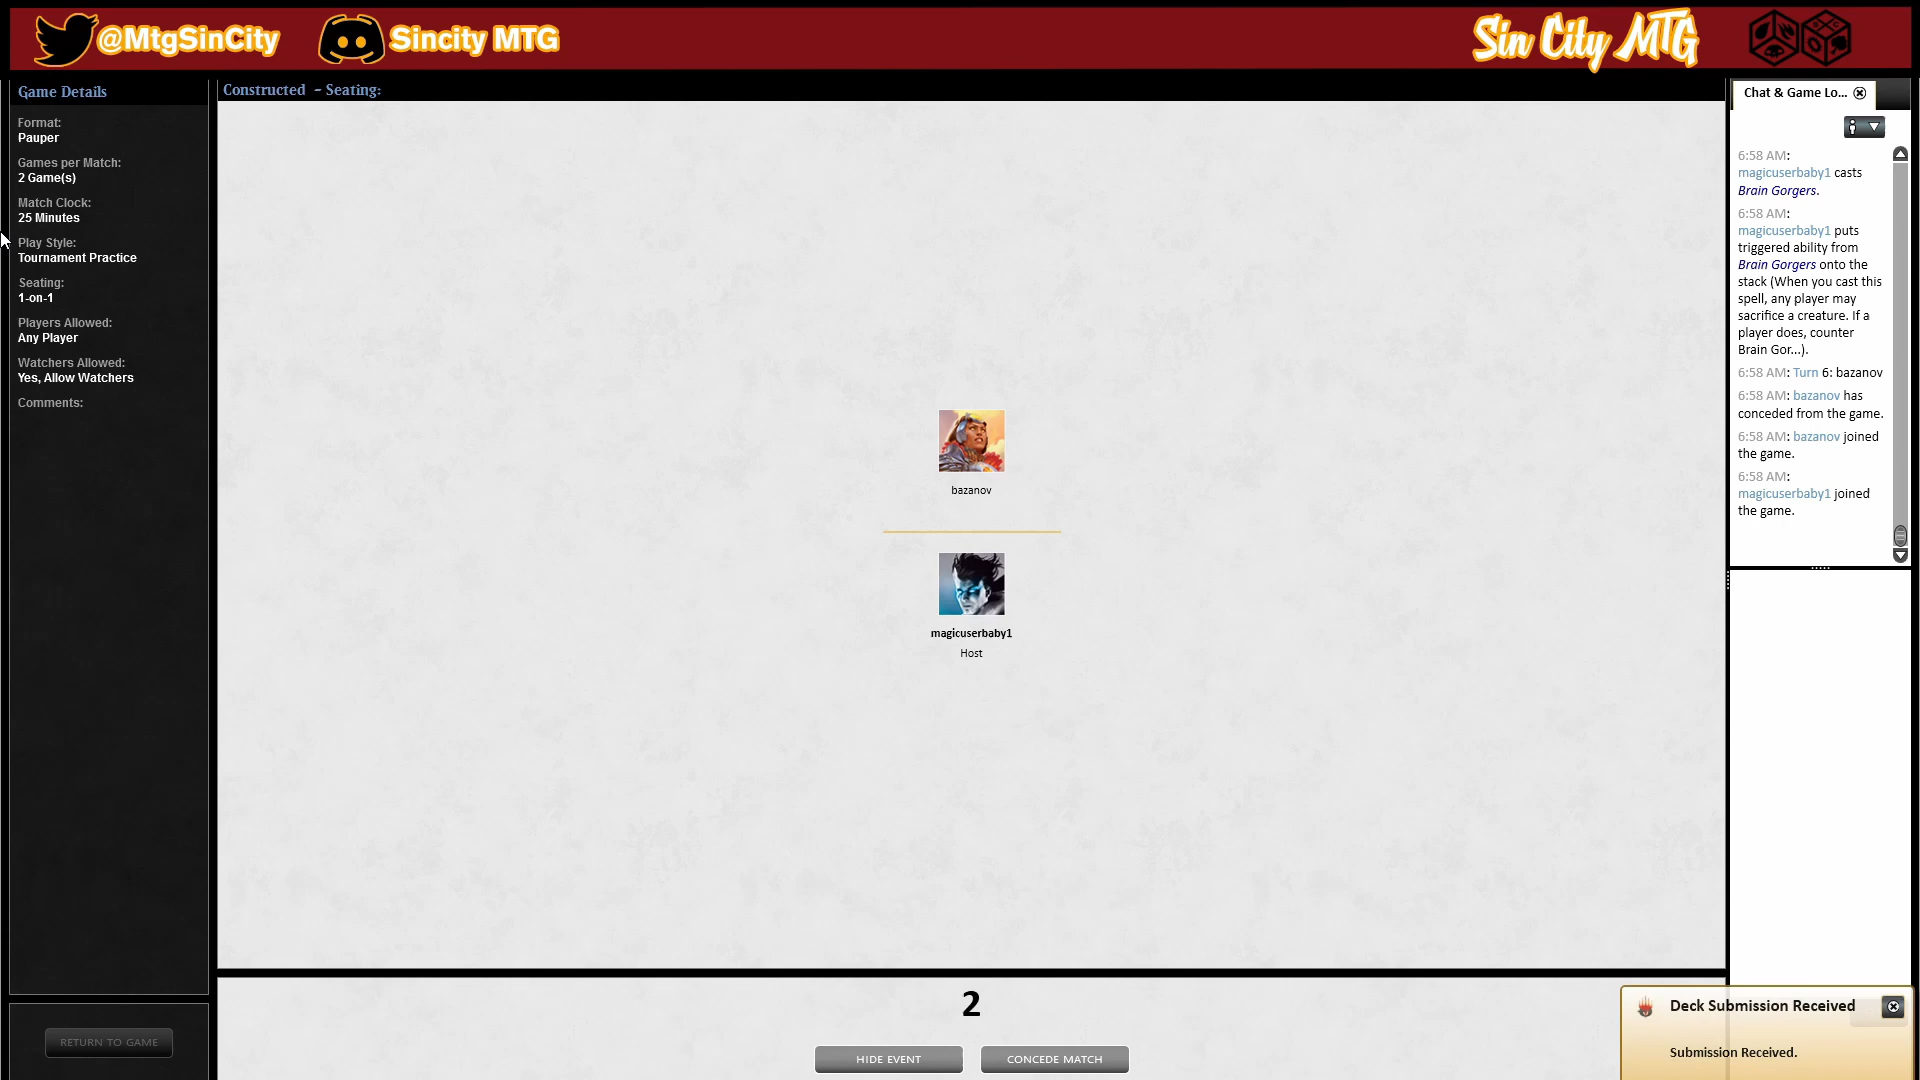 @MtgSinCity
Sincity MTG
Sin City MTG
Game Details
Format:
Pauper
Games per Match:
2 Game(s)
Match Clock:
25 Minutes
Play Style:
Tournament Practice
Seating:
1-on-1
Players Allowed:
Any Player
Watchers Allowed:
Yes, Allow Watchers
Comments:
RETURN TO GAME
Constructed - Seating:
bazanov
magicuserbaby1
Host
2
HIDE EVENT
CONCEDE MATCH
Chat & Game Lo...
6:58 AM:
magicuserbaby1 casts
Brain Gorgers.
6:58 AM:
magicuserbaby1 puts
triggered ability from
Brain Gorgers onto the
stack (When you cast this
spell, any player may
sacrifice a creature. If a
player does, counter
Brain Gor...).
6:58 AM: Turn 6: bazanov
6:58 AM: bazanov has
conceded from the game.
6:58 AM: bazanov joined
the game.
6:58 AM:
magicuserbaby1 joined
the game.
Deck Submission Received
Submission Received.